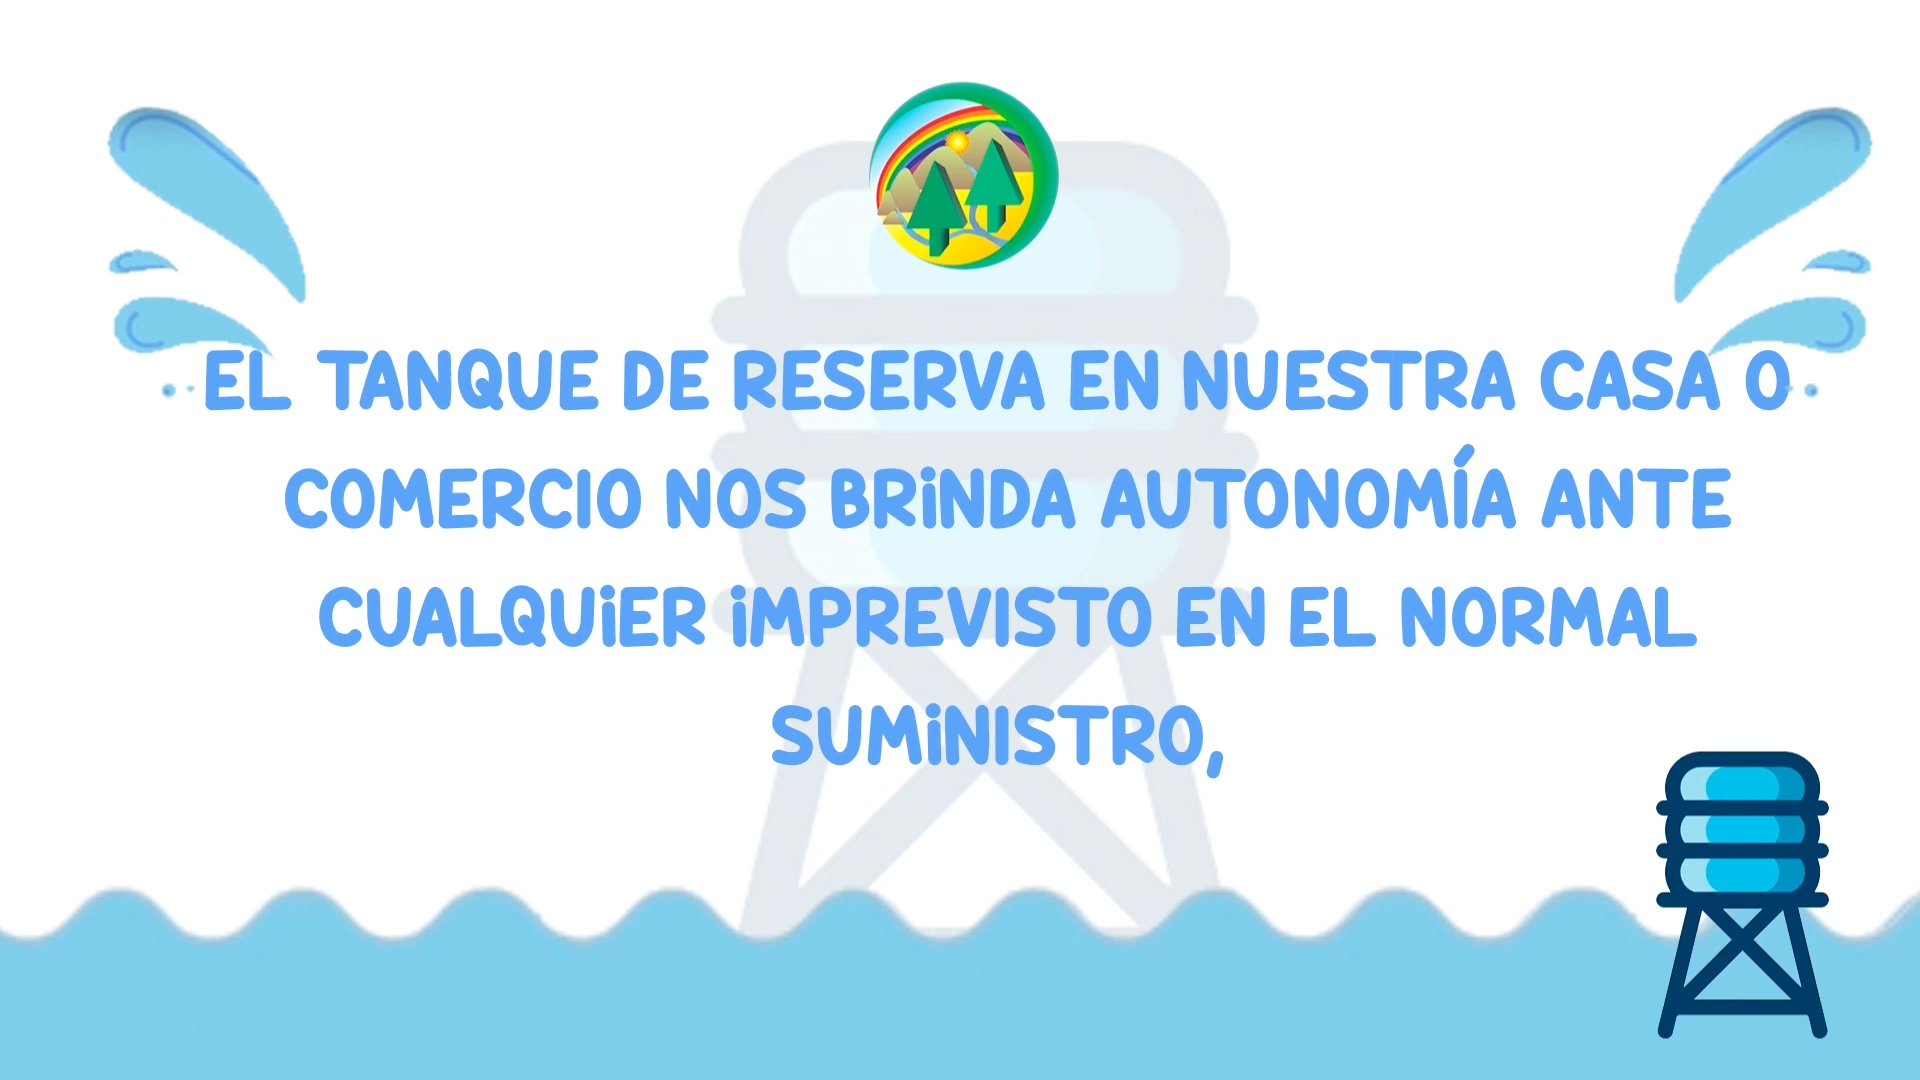 EL TANQUE DE RESERVA EN NUESTRA CASA O
COMERCIO NOS BRINDA AUTONOMÍA ANTE
CUALQUIER IMPREVISTO EN EL NORMAL
SUMINISTRO,